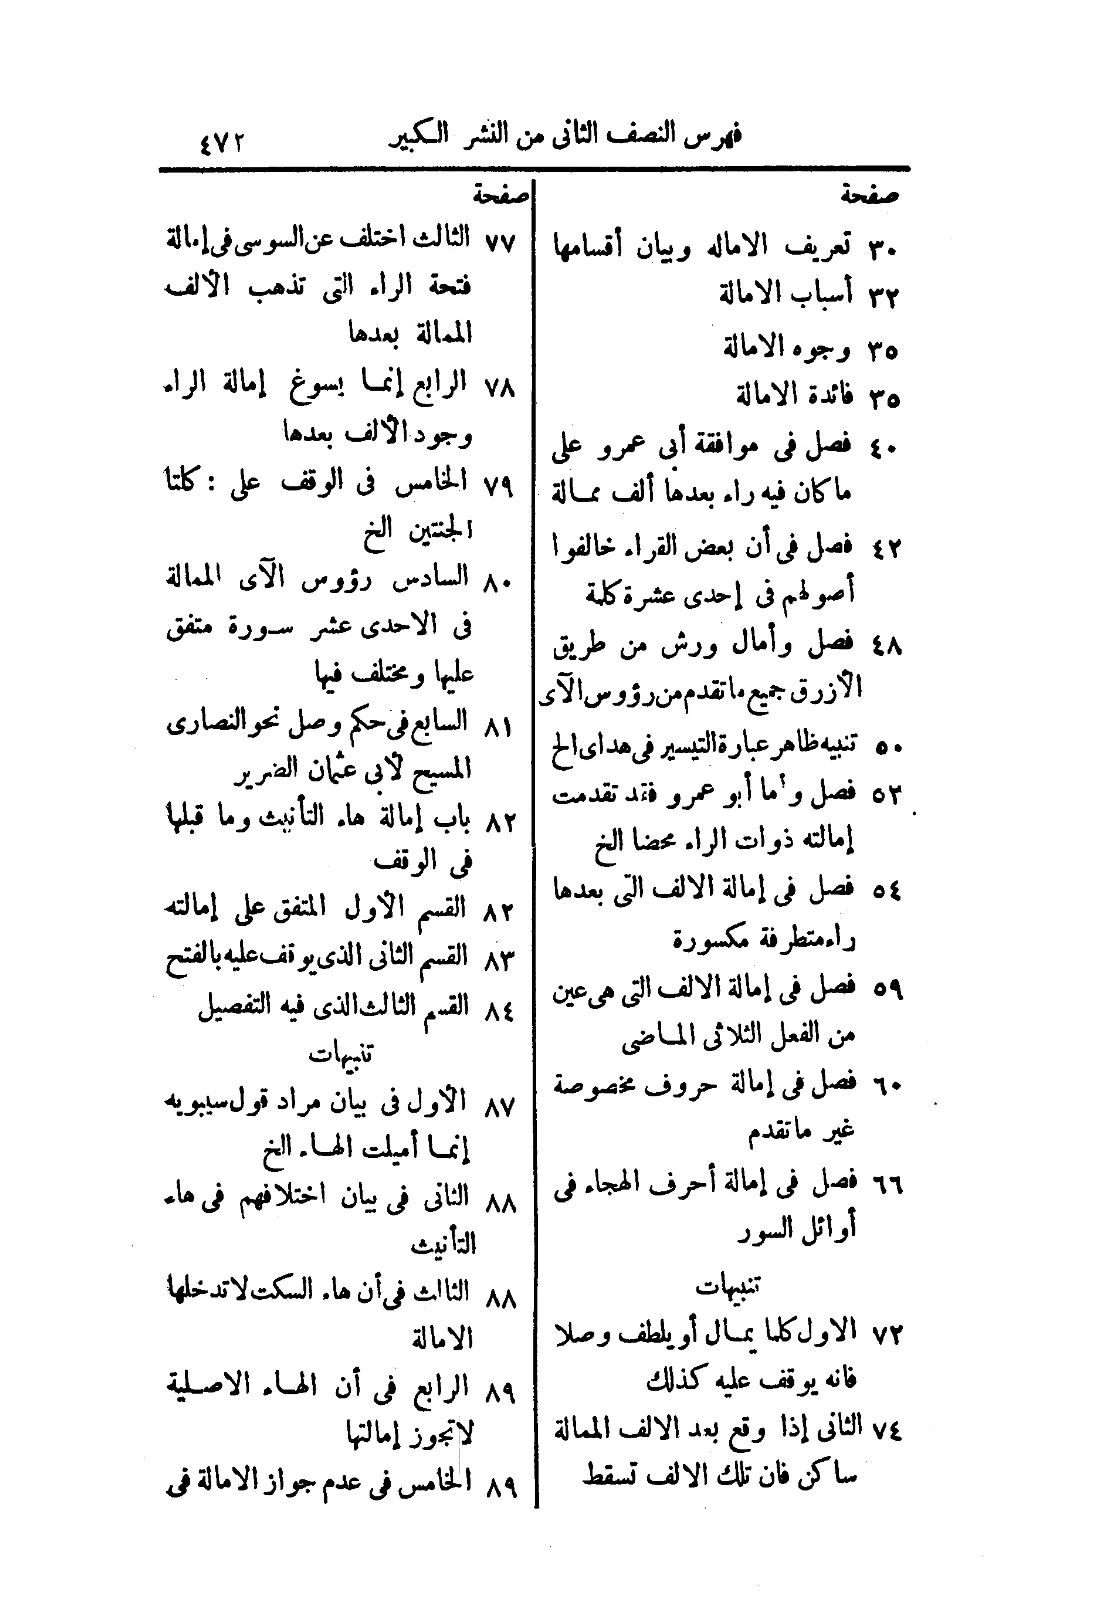 فهرس النصف الثانى من النشر الكبير ٤٧٢
صفحة
٣٠ تعريف الاماله وبيان أقسامها
٣٢ أسباب الامالة
٣٥ وجوه الامالة
٣٥ فائدة الامالة
٤٠ فصل فى موافقة أبى عمرو على
ماكان فيه راء بعدها ألف ممالة
٤٢ فصل فى أن بعض القراء خالفوا
أصولهم فى إحدى عشرة كلمة
٤٨ فصل وأمال ورش من طريق
الأزرق جميع ماتقدم من رؤوس الآى
٥٠ تنبيه ظاهر عبارة التيسير فى هداى الخ
٥٢ فصل وأما أبو عمرو فقد تقدمت
إمالته ذوات الراء محضا الخ
٥٤ فصل فى إمالة الالف التى بعدها
راء متطرفة مكسورة
٥٩ فصل فى إمالة الالف التى هى عين
من الفعل الثلاثى الماضى
٦٠ فصل فى إمالة حروف مخصوصة
غير ماتقدم
٦٦ فصل فى إمالة أحرف الهجاء فى
أوائل السور
تنبيهات
٧٢ الاول كلما يمال أو يلطف وصلا
فانه يوقف عليه كذلك
٧٤ الثانى إذا وقع بعد الالف الممالة
ساكن فان تلك الالف تسقط
صفحة
٧٧ الثالث اختلف عن السوسى فى إمالة
فتحة الراء التى تذهب الألف
الممالة بعدها
٧٨ الرابع إنما يسوغ إمالة الراء
وجود الألف بعدها
٧٩ الخامس فى الوقف على : كلتا
الجنتين الخ
٨٠ السادس رؤوس الآى الممالة
فى الاحدى عشر سورة متفق
عليها ومختلف فيها
٨١ السابع فى حكم وصل نحو النصارى
المسيح لأبى عثمان الضرير
٨٢ باب إمالة هاء التأنيث وما قبلها
فى الوقف
٨٢ القسم الأول المتفق على إمالته
٨٣ القسم الثانى الذى يوقف عليه بالفتح
٨٤ القسم الثالث الذى فيه التفصيل
تنبيهات
٨٧ الأول فى بيان مراد قول سيبويه
إنما أميلت الهاء الخ
٨٨ الثانى فى بيان اختلافهم فى هاء
التأنيث
٨٨ الثالث فى أن هاء السكت لاتدخلها
الامالة
٨٩ الرابع فى أن الهاء الاصلية
لاتجوز إمالتها
٨٩ الخامس فى عدم جواز الامالة فى